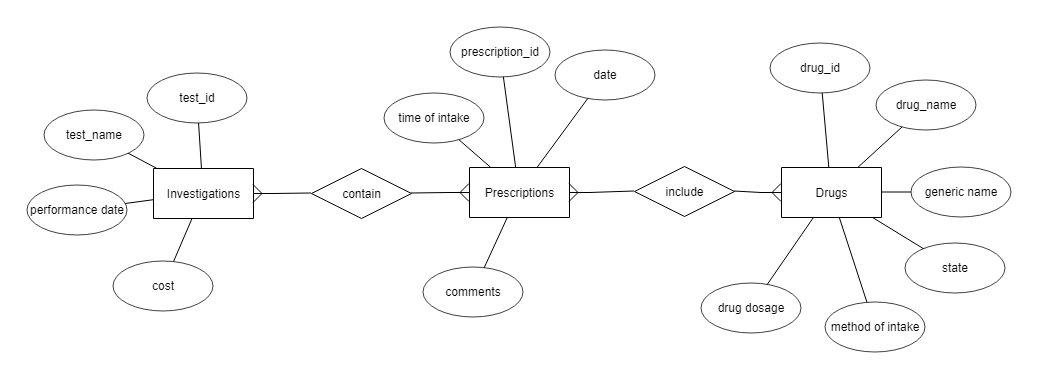 prescription_id
date
drug_id
test_id
drug_name
time of intake
test_name
Investigations
contain
Prescriptions
include
Drugs
generic name
performance date
state
cost
comments
drug dosage
method of intake